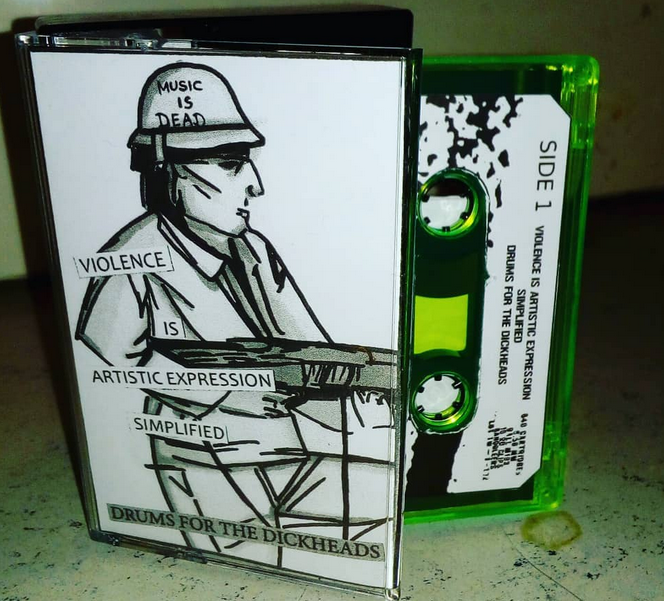 MUSIC
IS
DEAD
VIOLENCE
IS
ARTISTIC EXPRESSION
SIMPLIFIED
DRUMS FOR THE DICKHEADS
SIDE 1
VIOLENCE IS ARTISTIC EXPRESSION
SIMPLIFIED
DRUMS FOR THE DICKHEADS